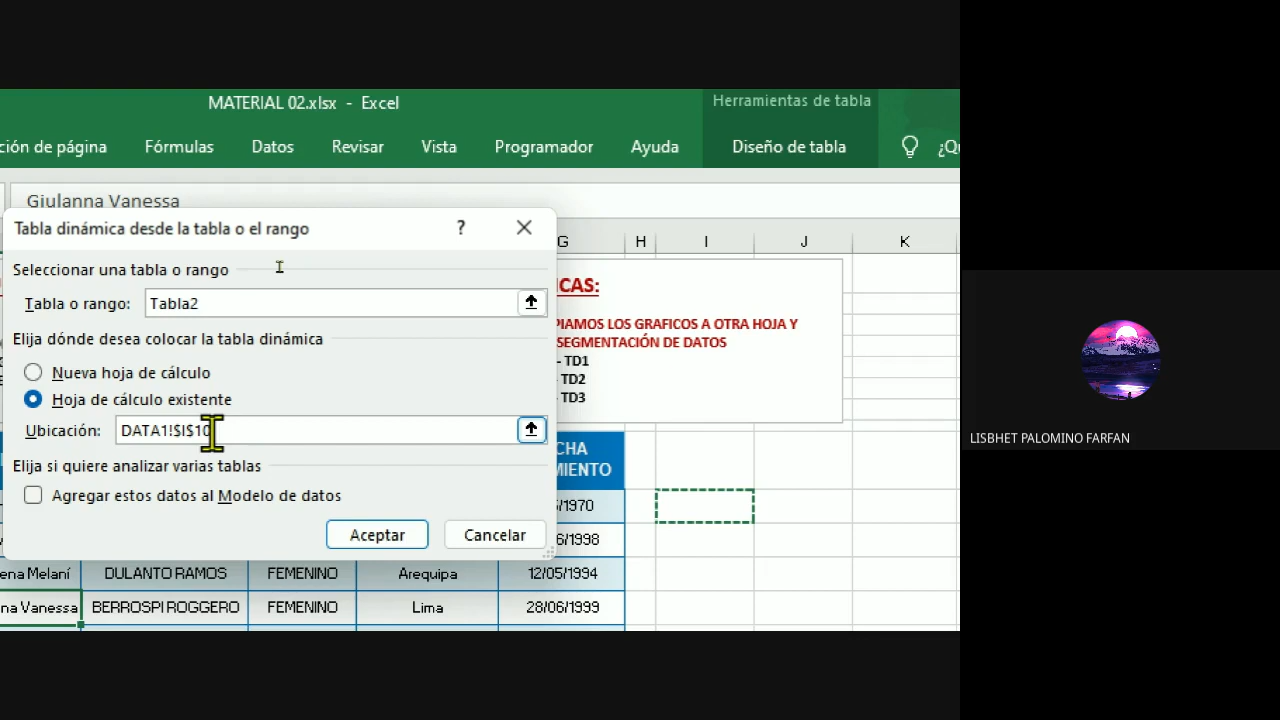 MATERIAL 02.xlsx - Excel
Herramientas de tabla
ción de página Fórmulas Datos Revisar Vista Programador Ayuda Diseño de tabla ¿Qu
Giulanna Vanessa
Tabla dinámica desde la tabla o el rango ?
Seleccionar una tabla o rango
Tabla o rango: Tabla2
Elija dónde desea colocar la tabla dinámica
Nueva hoja de cálculo
Hoja de cálculo existente
Ubicación: DATA1!$I$10
Elija si quiere analizar varias tablas
Agregar estos datos al Modelo de datos
Aceptar Cancelar
G H I J K
CAS:
PIAMOS LOS GRAFICOS A OTRA HOJA Y
SEGMENTACIÓN DE DATOS
- TD1
- TD2
- TD3
CHA
MIENTO
/1970
6/1998
ena Melaní DULANTO RAMOS FEMENINO Arequipa 12/05/1994
na Vanessa BERROSPI ROGGERO FEMENINO Lima 28/06/1999
LISBHET PALOMINO FARFAN